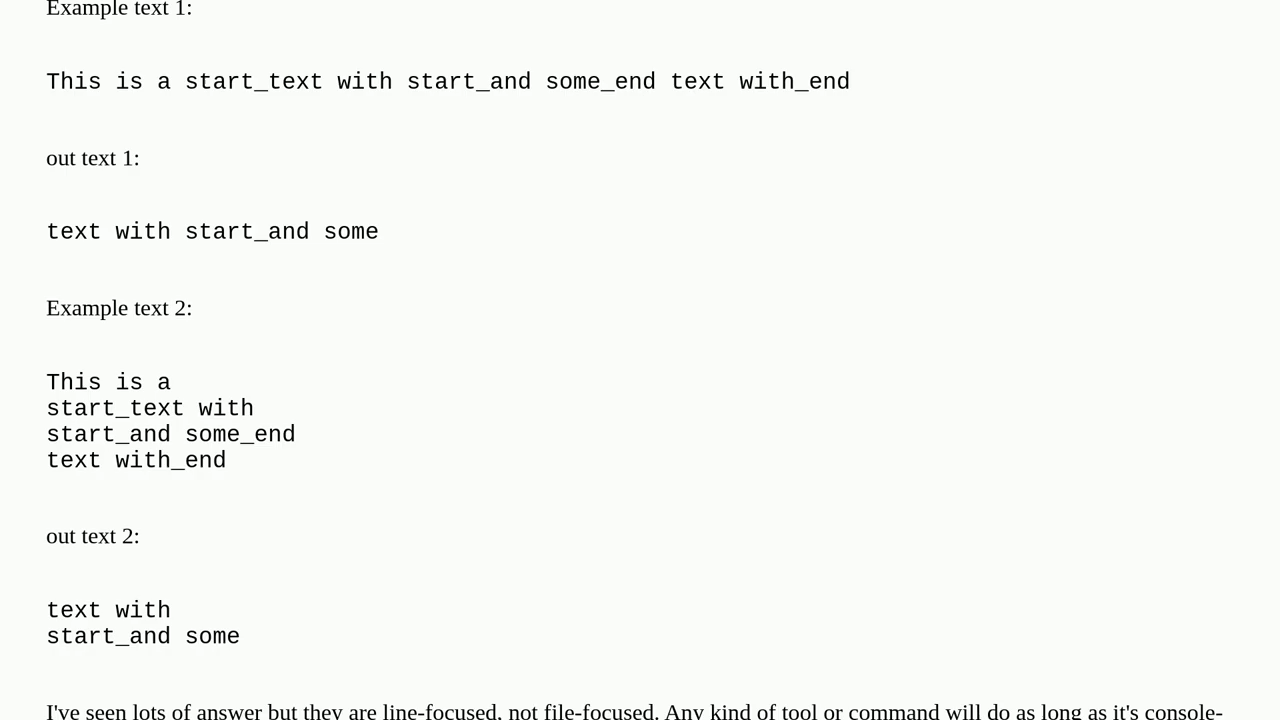 Example text 1:
This is a start_text with start_and some_end text with_end
out text 1:
text with start_and some
Example text 2:
This is a
start_text with
start_and some_end
text with_end
out text 2:
text with
start_and some
I've seen lots of answer but they are line-focused, not file-focused. Any kind of tool or command will do as long as it's console-